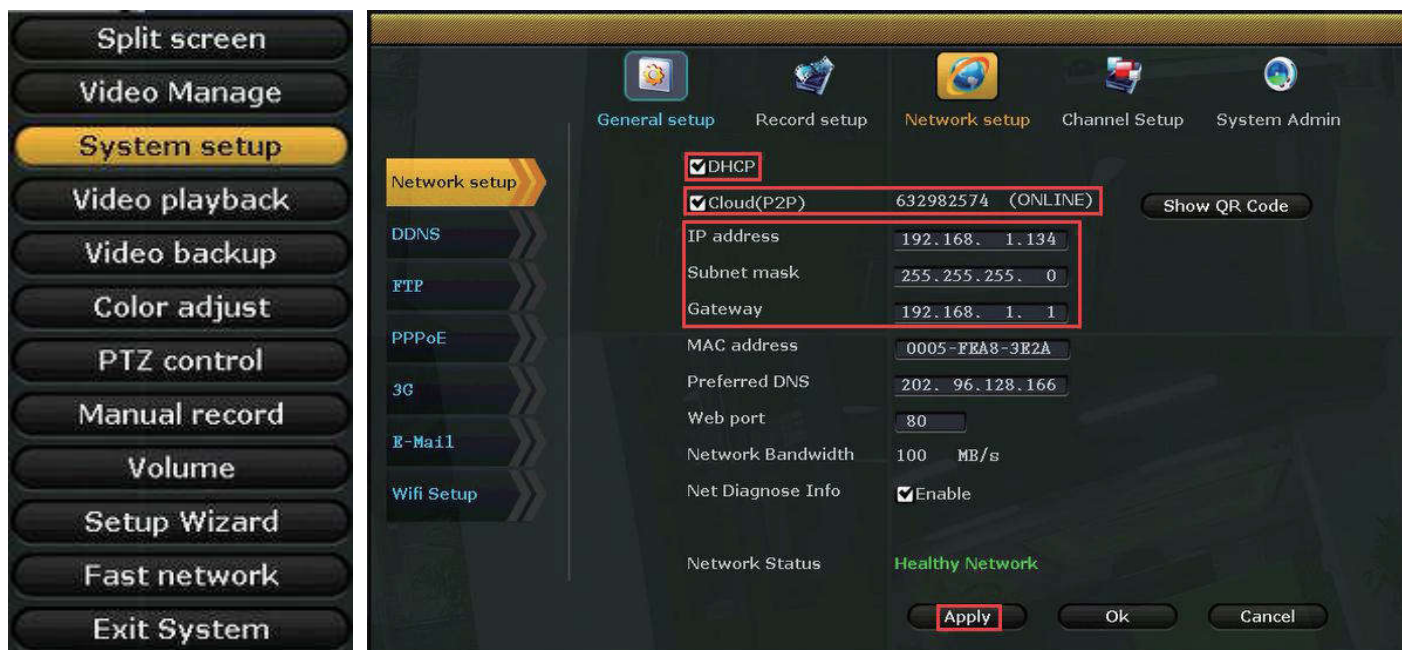 Split screen
Video Manage
System setup
Video playback
Video backup
Color adjust
PTZ control
Manual record
Volume
Setup Wizard
Fast network
Exit System
General setup
Record setup
Network setup
Channel Setup
System Admin
Network setup
DDNS
FTP
PPPoE
3G
E-Mail
Wifi Setup
DHCP
Cloud(P2P) 632982574 (ONLINE) Show QR Code
IP address 192.168. 1.134
Subnet mask 255.255.255. 0
Gateway 192.168. 1. 1
MAC address 0005-FEA8-3E2A
Preferred DNS 202. 96.128.166
Web port 80
Network Bandwidth 100 MB/s
Net Diagnose Info Enable
Network Status Healthy Network
Apply Ok Cancel